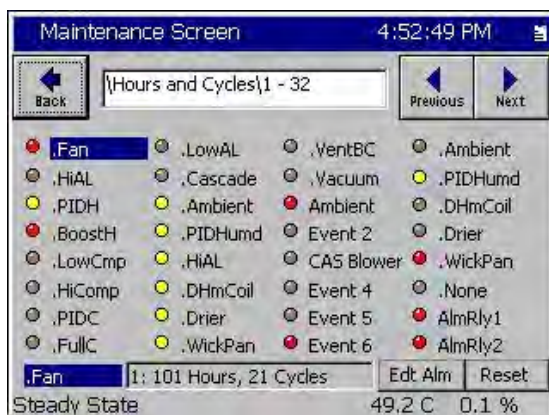 Maintenance Screen 4:52:49 PM
Back \Hours and Cycles\1 - 32 Previous Next
.Fan .LowAL .VentBC .Ambient
.HiAL .Cascade .Vacuum .PIDHumd
.PIDH .Ambient Ambient .DHmCoil
.BoostH .PIDHumd Event 2 .Drier
.LowCmp .HiAL CAS Blower .WickPan
.HiComp .DHmCoil Event 4 .None
.PIDC .Drier Event 5 AlmRly1
.FullC .WickPan Event 6 AlmRly2
.Fan 1: 101 Hours, 21 Cycles Edt Alm Reset
Steady State 49.2 C 0.1 %